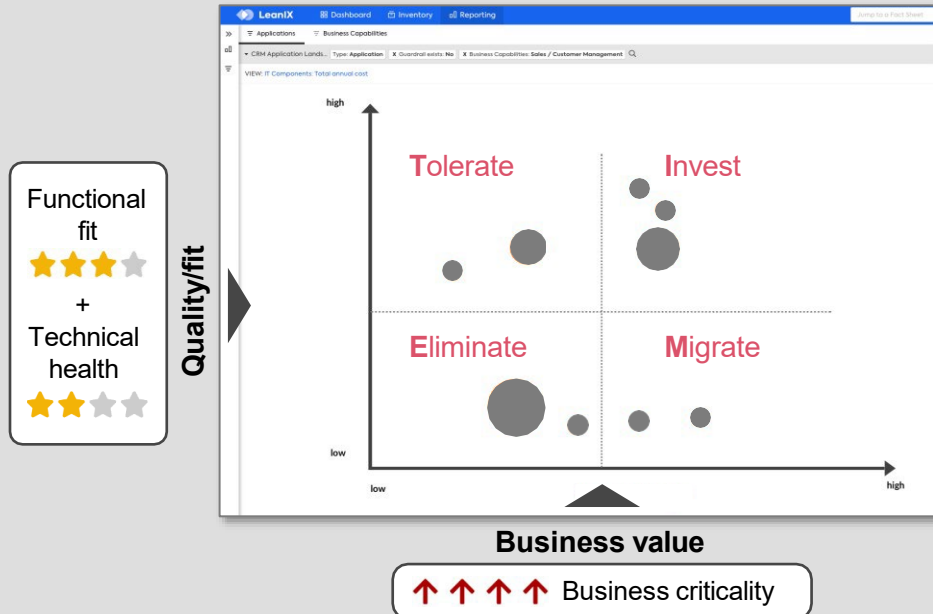 LeanIX
Dashboard
Inventory
Reporting
Jump to a Fact Sheet
Applications
Business Capabilities
CRM Application Lands...
Type: Application
X Guardrail exists: No
X Business Capabilities: Sales / Customer Management
VIEW: IT Components: Total annual cost
high
Tolerate
Invest
Functional
fit
+
Technical
health
Quality/fit
Eliminate
Migrate
low
low
high
Business value
Business criticality